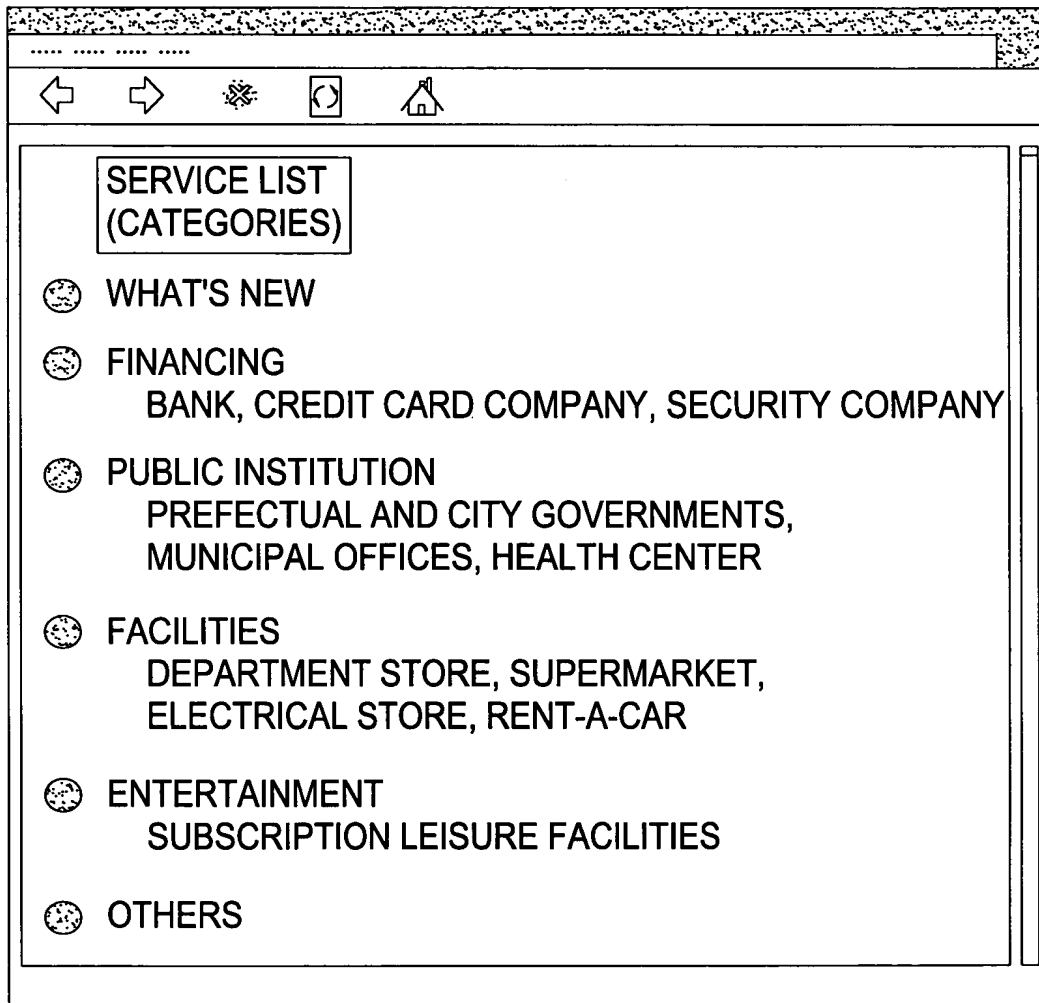 SERVICE LIST
(CATEGORIES)
WHAT'S NEW
FINANCING
BANK, CREDIT CARD COMPANY, SECURITY COMPANY
PUBLIC INSTITUTION
PREFECTUAL AND CITY GOVERNMENTS,
MUNICIPAL OFFICES, HEALTH CENTER
FACILITIES
DEPARTMENT STORE, SUPERMARKET,
ELECTRICAL STORE, RENT-A-CAR
ENTERTAINMENT
SUBSCRIPTION LEISURE FACILITIES
OTHERS